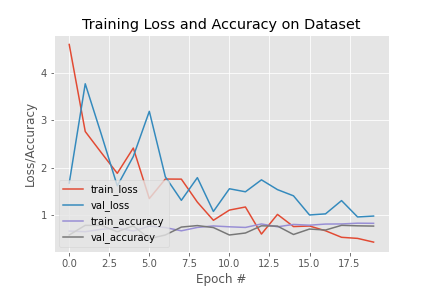 Training Loss and Accuracy on Dataset
Loss/Accuracy
4
3
2
1
train_loss
val_loss
train_accuracy
val_accuracy
0.0 2.5 5.0 7.5 10.0 12.5 15.0 17.5
Epoch #